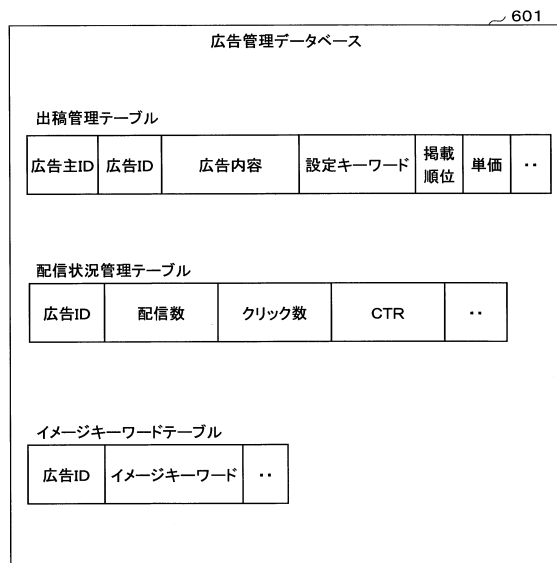 601
広告管理データベース
出稿管理テーブル
広告主ID 広告ID 広告内容 設定キーワード 掲載順位 単価 ‥
配信状況管理テーブル
広告ID 配信数 クリック数 CTR ‥
イメージキーワードテーブル
広告ID イメージキーワード ‥